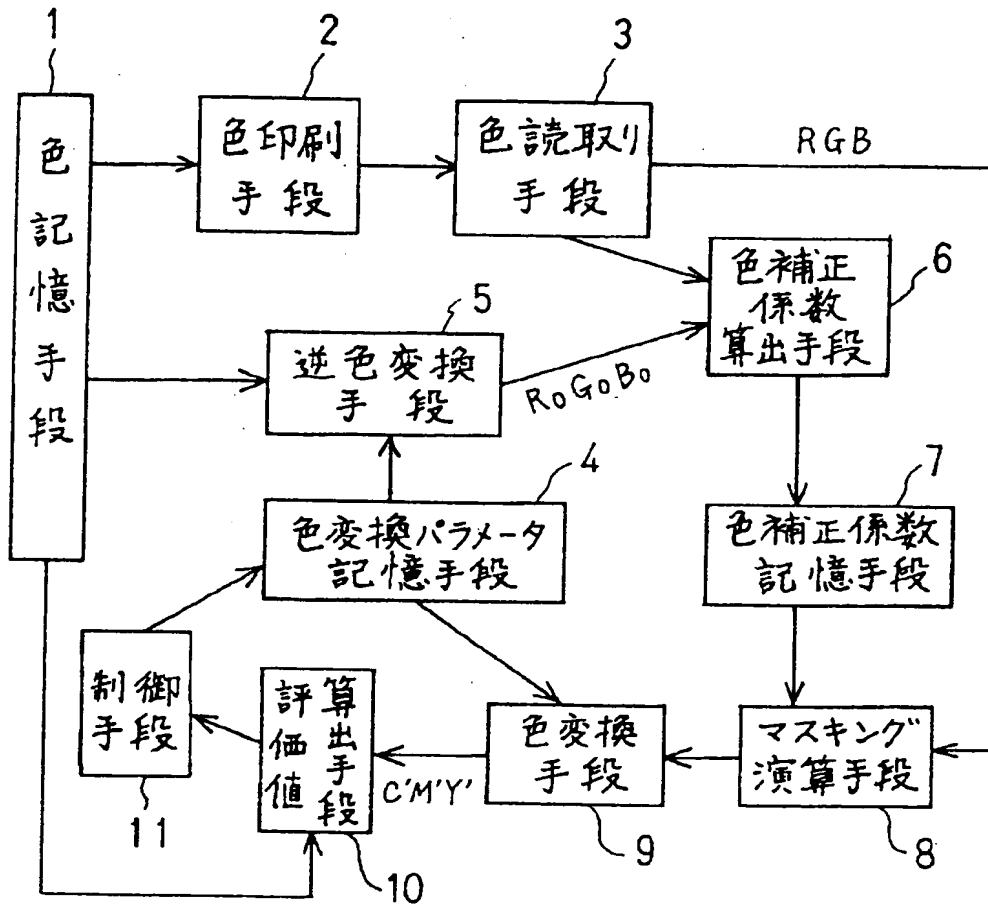 1
色記憶手段
2
色印刷
手段
3
色読取り
手段
RGB
色補正
係数
算出手段
6
5
逆色変換
手段
R0G0B0
4
色変換パラメータ
記憶手段
7
色補正係数
記憶手段
制御
手段
11
評価値
算出手段
10
C'M'Y'
色変換
手段
9
マスキング
演算手段
8